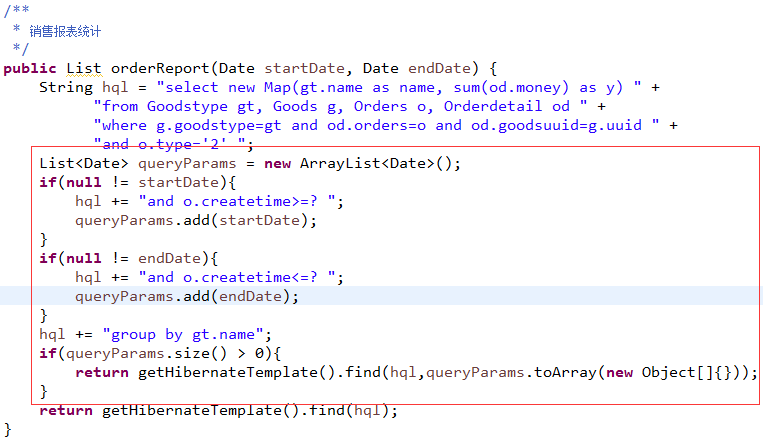 /**
 * 销售报表统计
 */
public List orderReport(Date startDate, Date endDate) {
    String hql = "select new Map(gt.name as name, sum(od.money) as y) " +
          "from Goodstype gt, Goods g, Orders o, Orderdetail od " +
          "where g.goodstype=gt and od.orders=o and od.goodsuuid=g.uuid " +
          "and o.type='2' ";
    List<Date> queryParams = new ArrayList<Date>();
    if(null != startDate){
        hql += "and o.createtime>=? ";
        queryParams.add(startDate);
    }
    if(null != endDate){
        hql += "and o.createtime<=? ";
        queryParams.add(endDate);
    }
    hql += "group by gt.name";
    if(queryParams.size() > 0){
        return getHibernateTemplate().find(hql,queryParams.toArray(new Object[]{}));
    }
    return getHibernateTemplate().find(hql);
}